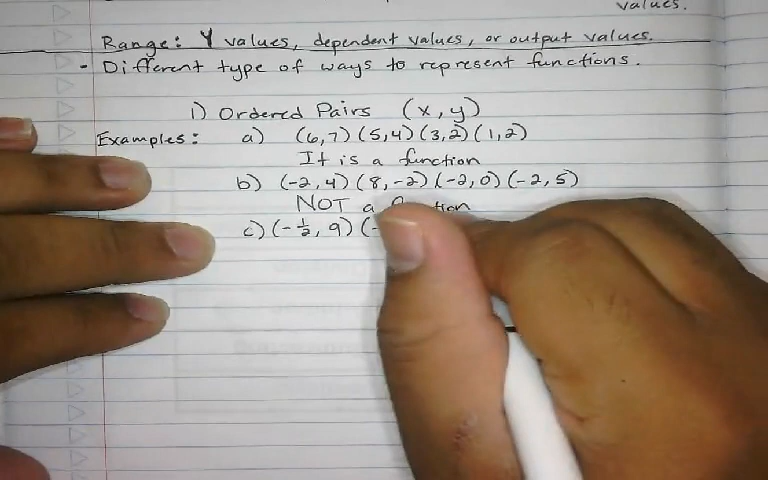 values.
Range: Y values, dependent values, or output values.
- Different type of ways to represent functions.
1) Ordered Pairs (x, y)
Examples: a) (6,7) (5,4) (3,2) (1,2)
It is a function
b) (-2, 4) (8, -2) (-2, 0) (-2, 5)
NOT a
c) (-1/2, 9) (-